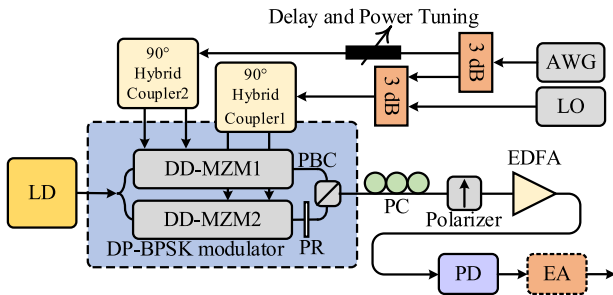 Delay and Power Tuning
90°
Hybrid
Coupler2
90°
Hybrid
Coupler1
3 dB
3 dB
AWG
LO
LD
DD-MZM1
DD-MZM2
PBC
PR
DP-BPSK modulator
PC
Polarizer
EDFA
PD
EA